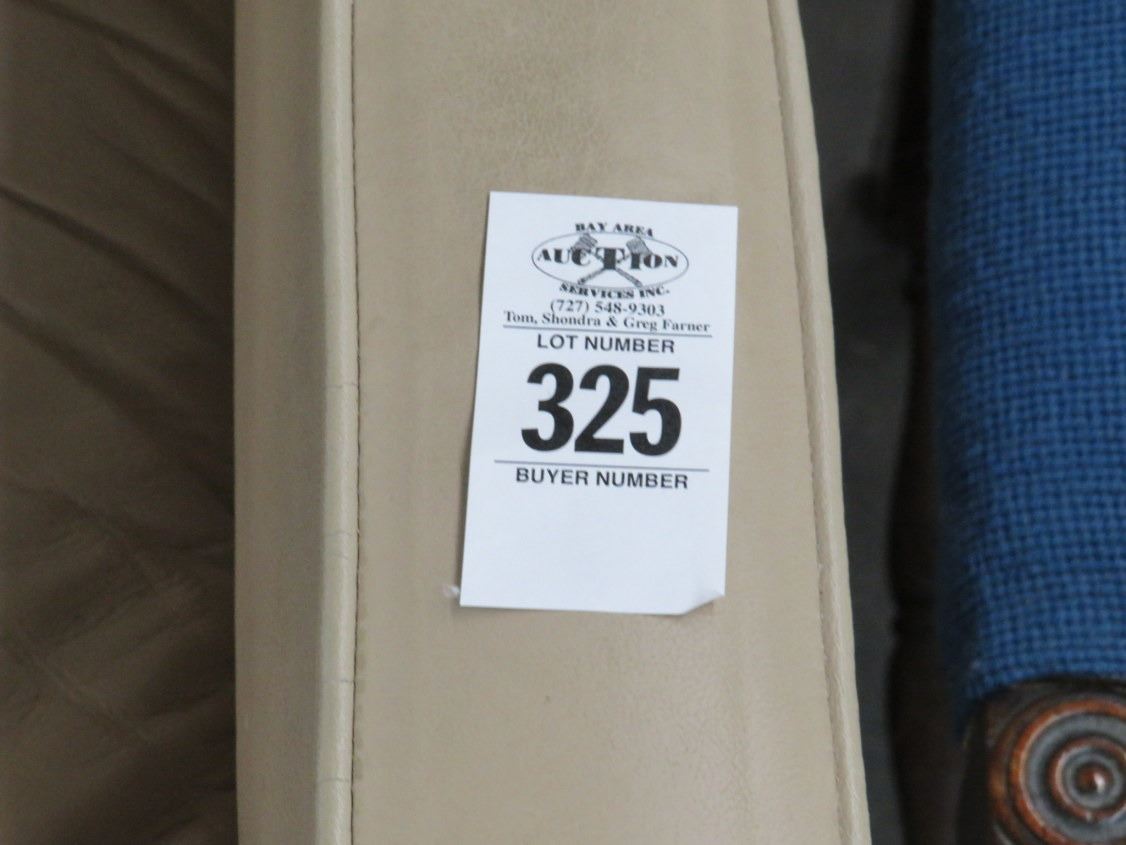 BAY AREA
AUCTION
SERVICES INC.
(727) 548-9303
Tom, Shondra & Greg Farner
LOT NUMBER
325
BUYER NUMBER